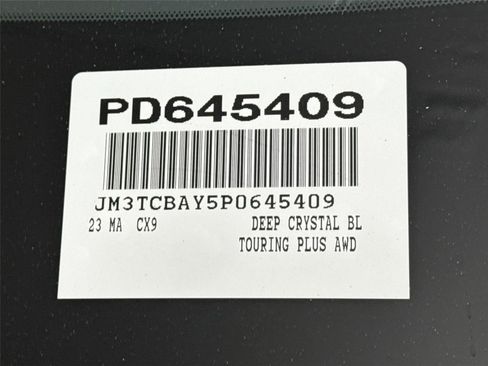 PD645409
JM3TCBAY5P0645409
23 MA CX9 DEEP CRYSTAL BL
TOURING PLUS AWD